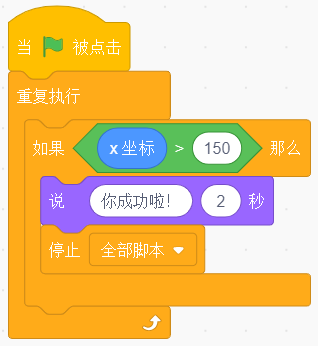 当 被点击
重复执行
如果 x 坐标 > 150 那么
说 你成功啦! 2 秒
停止 全部脚本